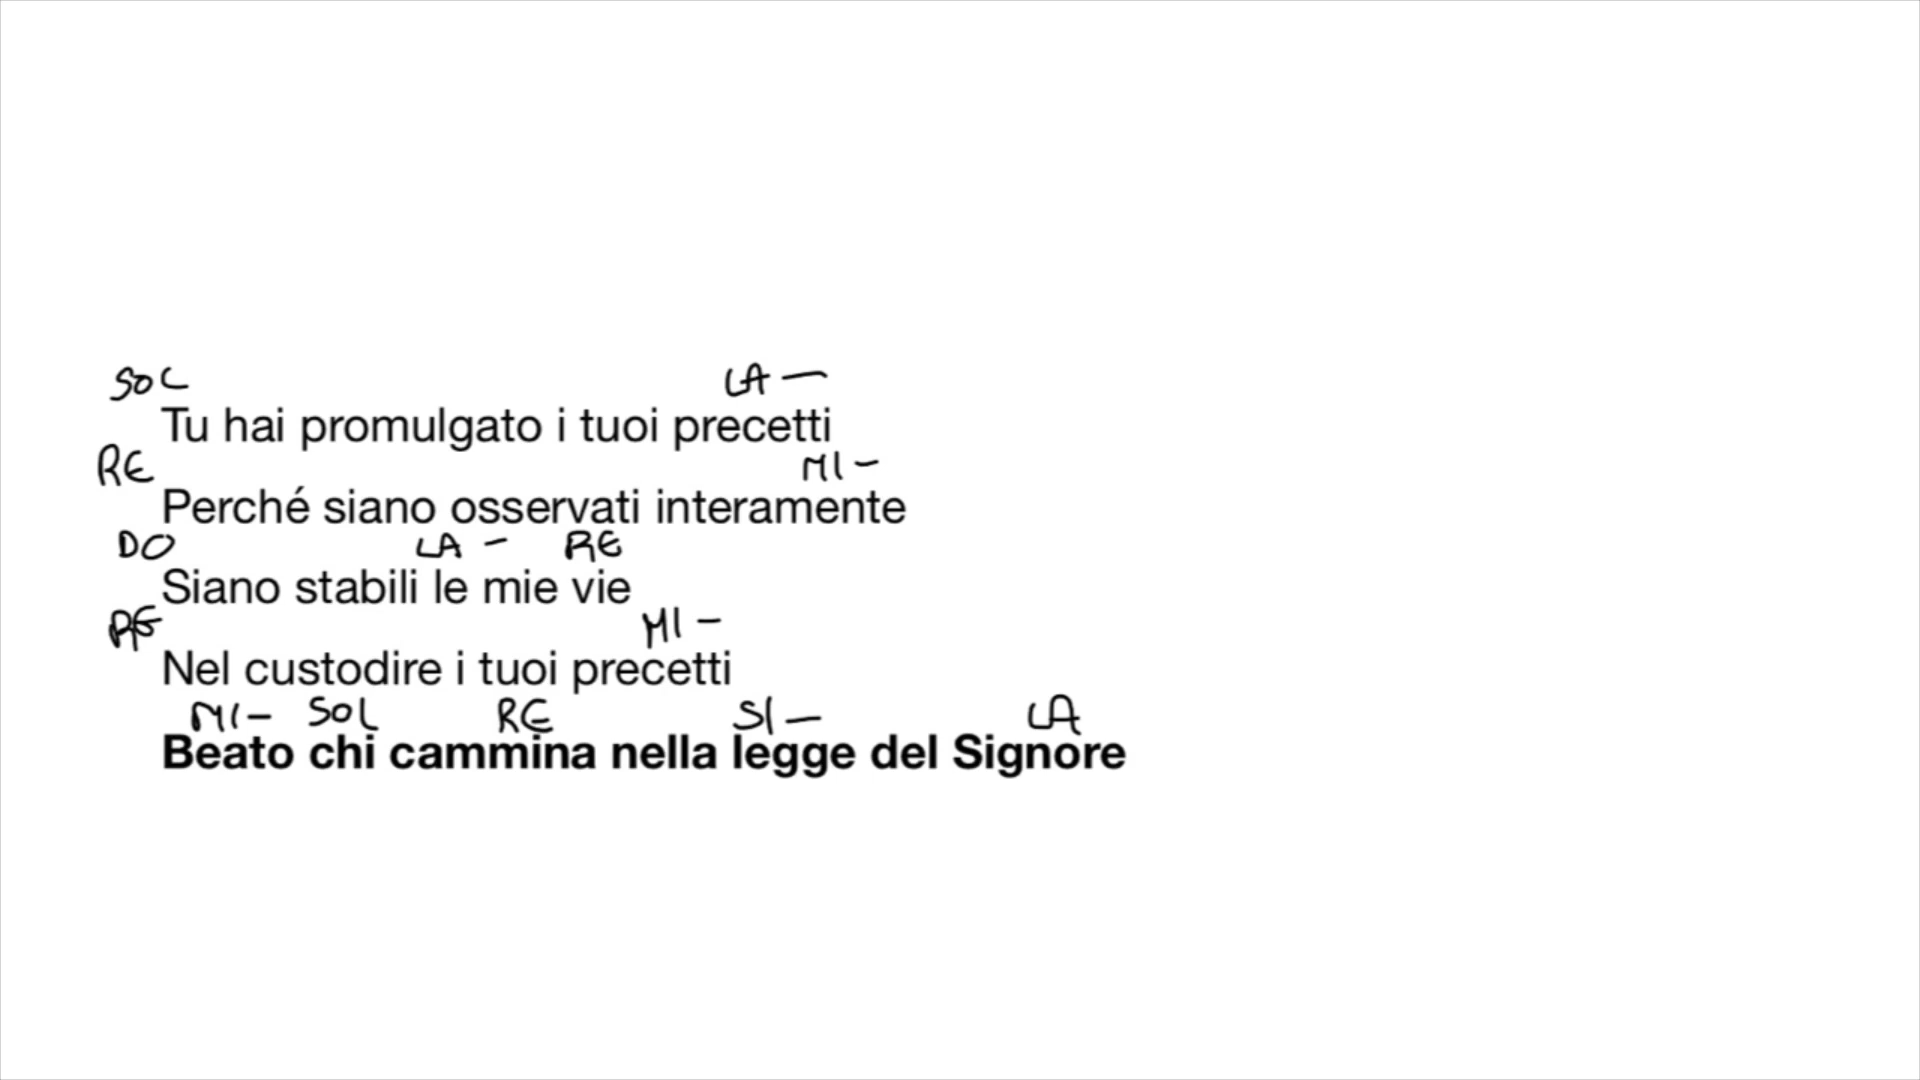 SOL LA –
Tu hai promulgato i tuoi precetti
RE MI –
Perché siano osservati interamente
DO LA – RE
Siano stabili le mie vie
RE MI –
Nel custodire i tuoi precetti
MI – SOL RE SI – LA
Beato chi cammina nella legge del Signore